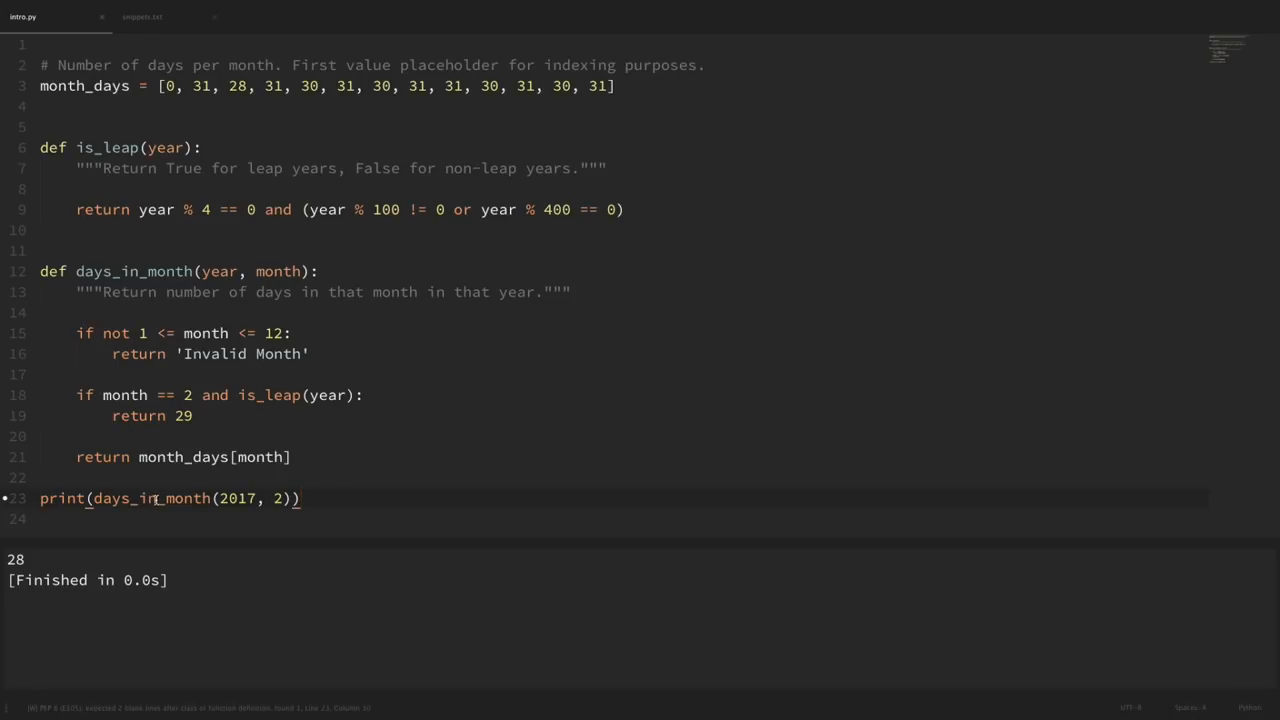 intro.py × snippets.txt ×
1
2 # Number of days per month. First value placeholder for indexing purposes.
3 month_days = [0, 31, 28, 31, 30, 31, 30, 31, 31, 30, 31, 30, 31]
4
5
6 def is_leap(year):
7     """Return True for leap years, False for non-leap years."""
8
9     return year % 4 == 0 and (year % 100 != 0 or year % 400 == 0)
10
11
12 def days_in_month(year, month):
13     """Return number of days in that month in that year."""
14
15     if not 1 <= month <= 12:
16         return 'Invalid Month'
17
18     if month == 2 and is_leap(year):
19         return 29
20
21     return month_days[month]
22
23 print(days_in_month(2017, 2))
24
28
[Finished in 0.0s]
[W] PEP 8 (E305): expected 2 blank lines after class or function definition, found 1, Line 23, Column 30 UTF-8 Spaces: 4 Python